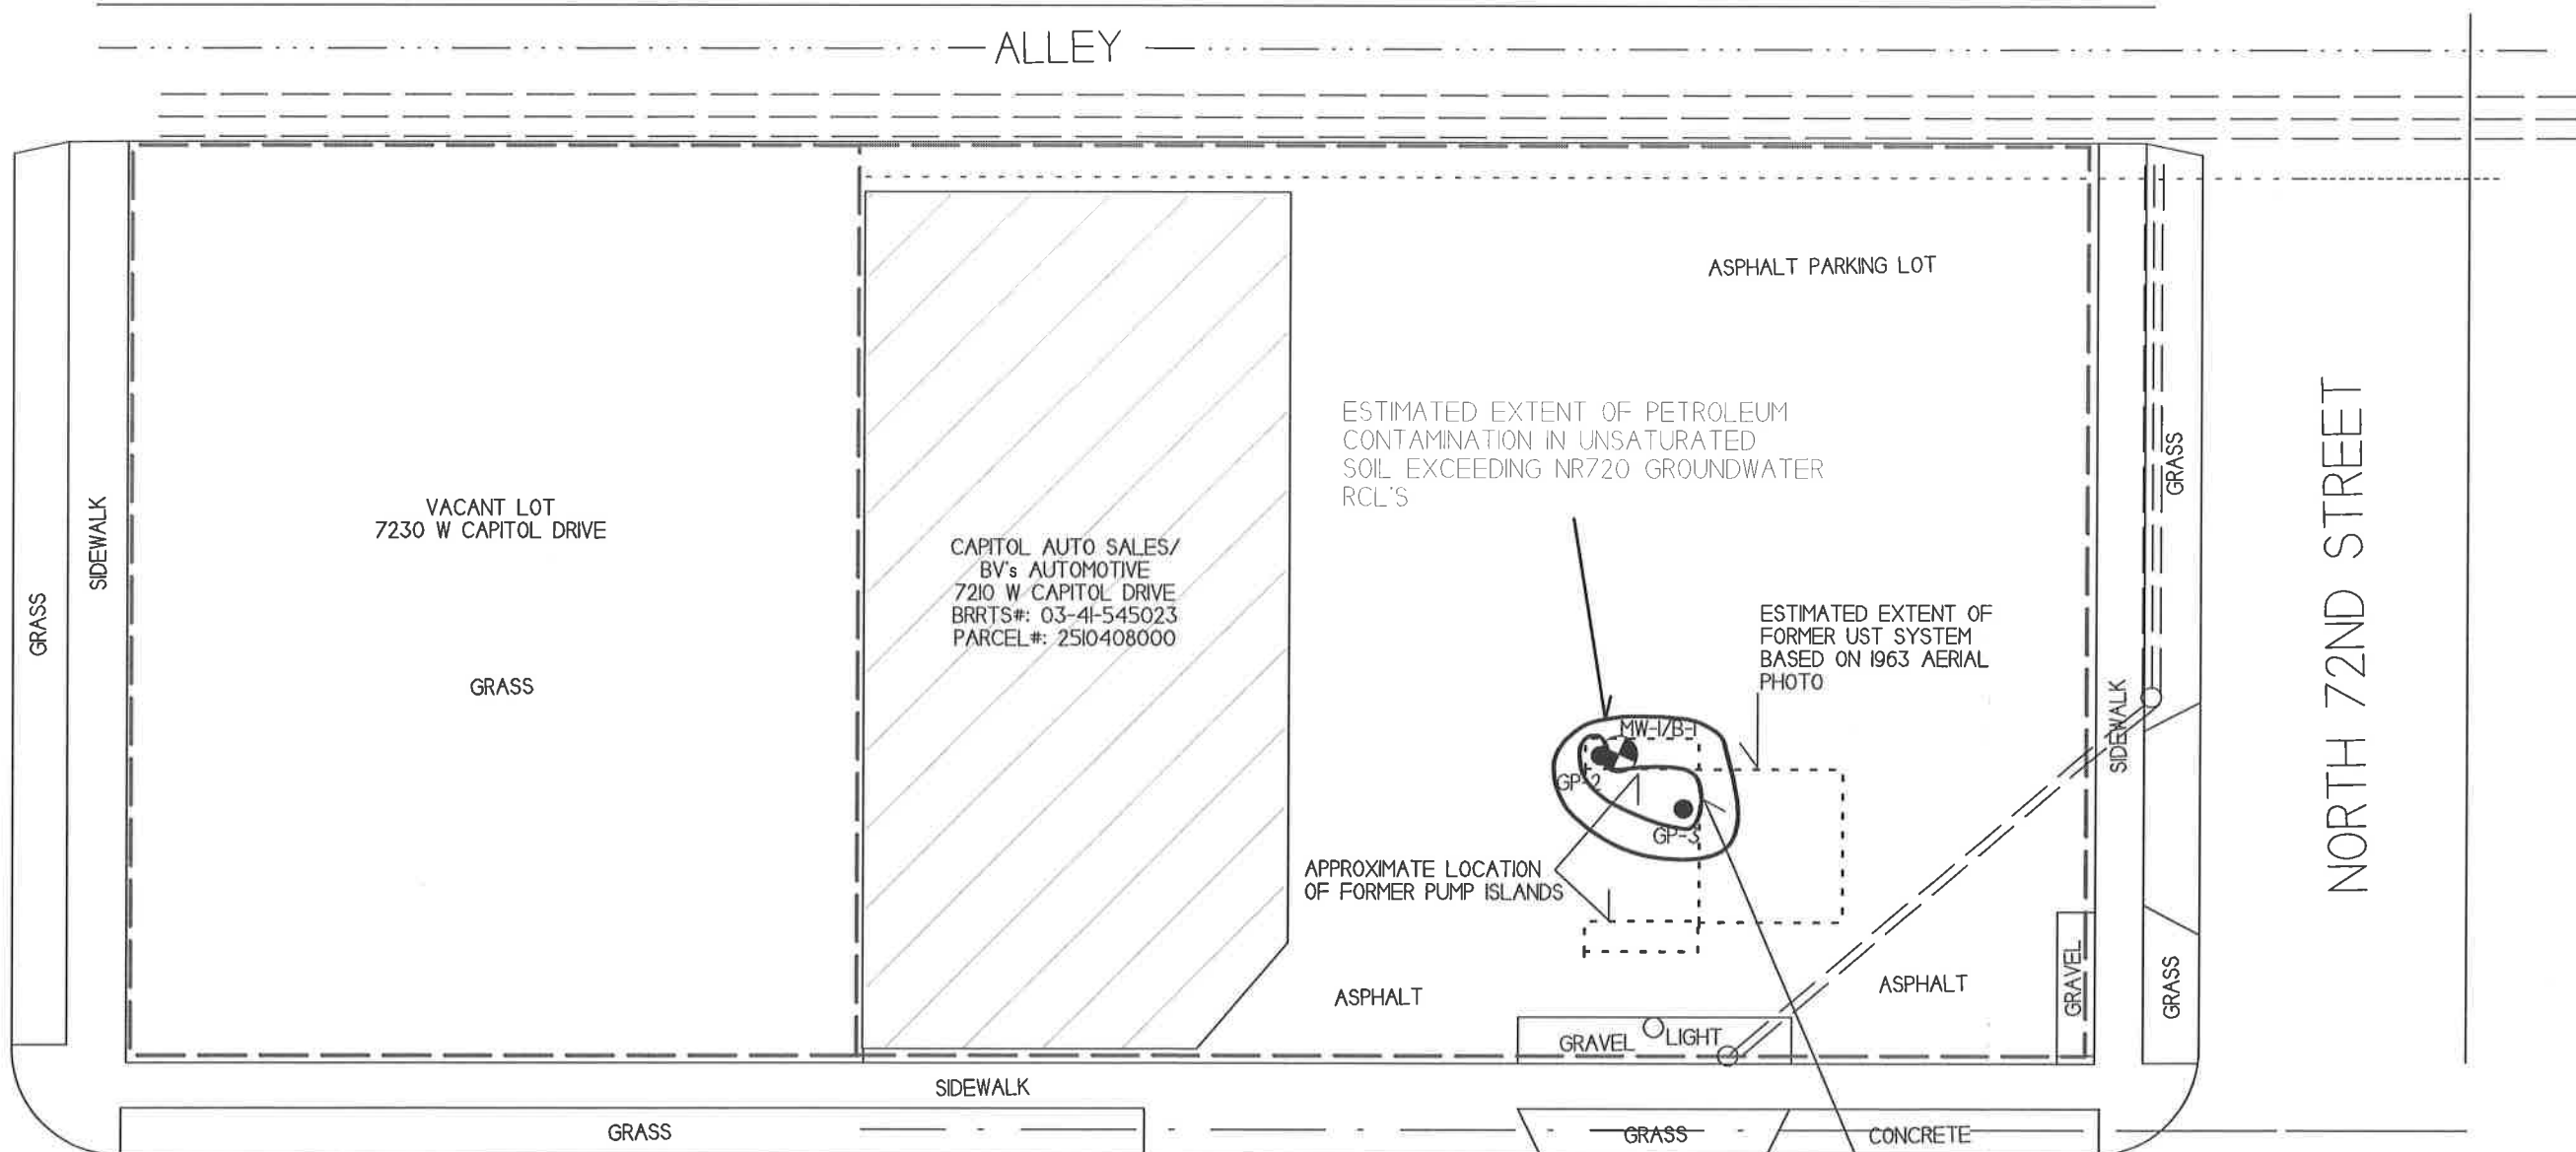 ALLEY
ASPHALT PARKING LOT
ESTIMATED EXTENT OF PETROLEUM
CONTAMINATION IN UNSATURATED
SOIL EXCEEDING NR720 GROUNDWATER
RCL'S
NORTH 72ND STREET
GRASS
SIDEWALK
VACANT LOT
7230 W CAPITOL DRIVE
GRASS
SIDEWALK
GRASS
CAPITOL AUTO SALES/
BV's AUTOMOTIVE
7210 W CAPITOL DRIVE
BRRTS#: 03-41-545023
PARCEL#: 2510408000
ESTIMATED EXTENT OF
FORMER UST SYSTEM
BASED ON 1963 AERIAL
PHOTO
MW-1/B-1
GP-2
GP-3
APPROXIMATE LOCATION
OF FORMER PUMP ISLANDS
GRASS
ASPHALT
ASPHALT
GRAVEL
GRASS
GRAVEL
LIGHT
SIDEWALK
GRASS
GRASS
CONCRETE